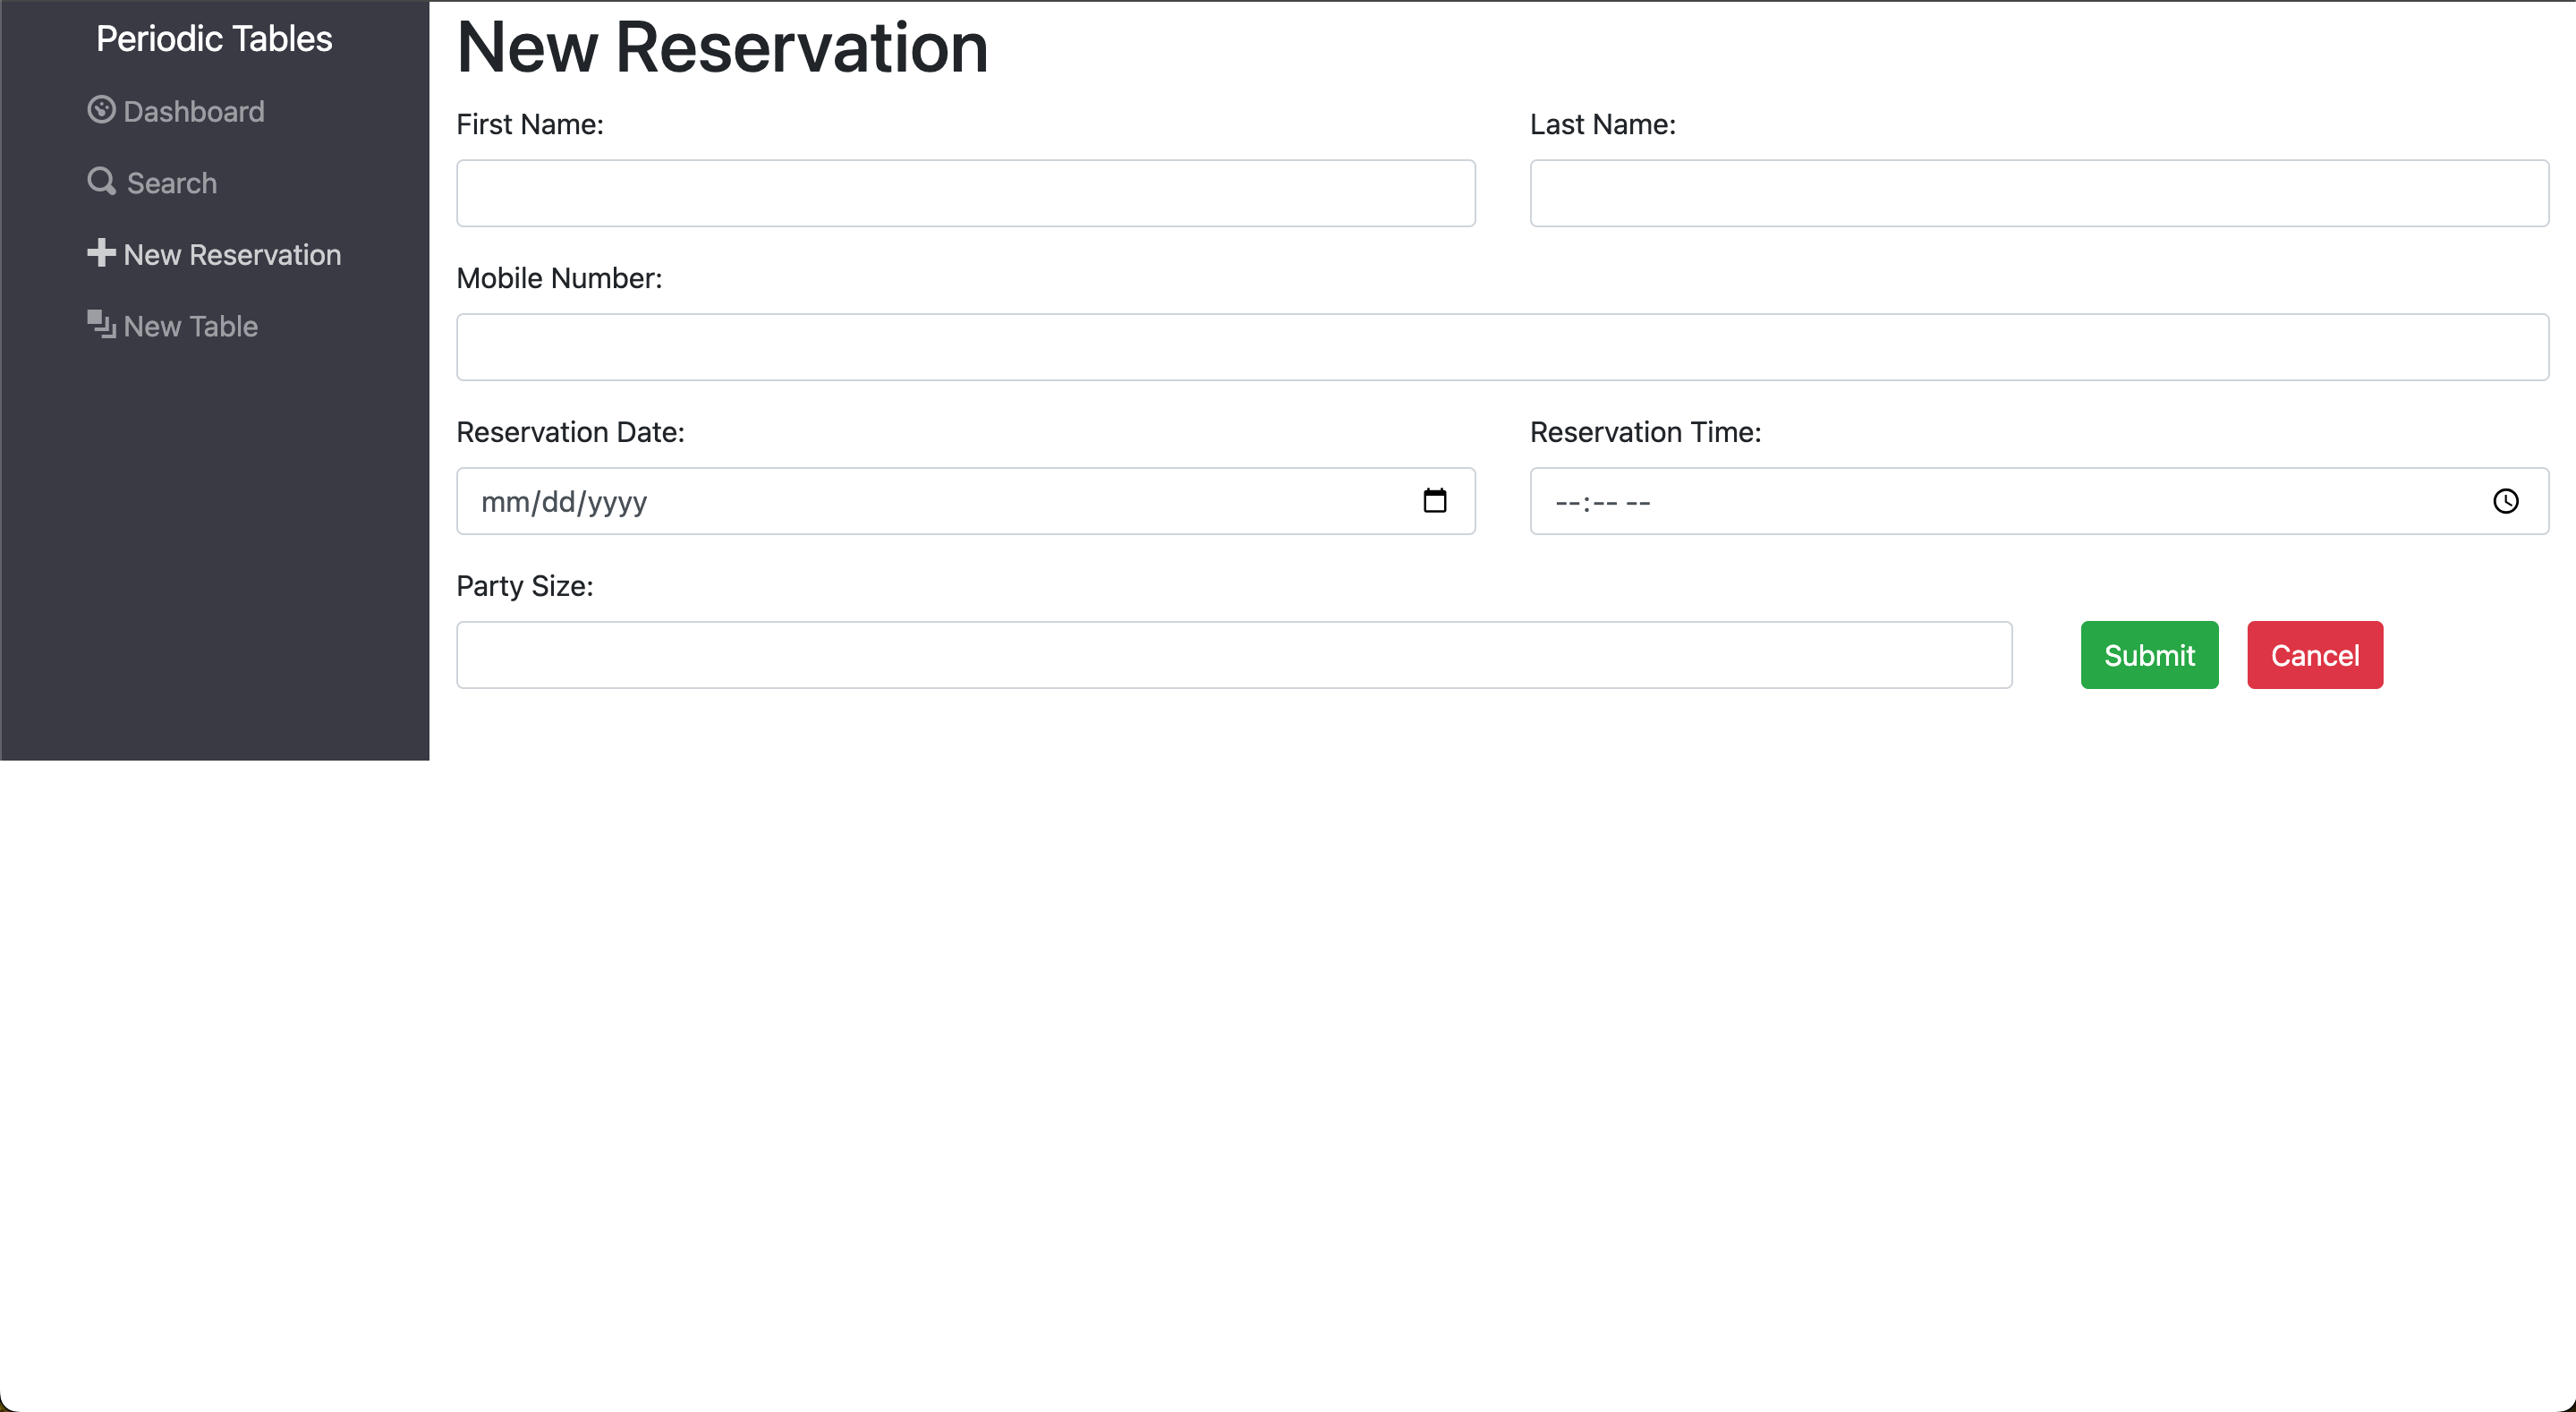 Periodic Tables
Dashboard
Search
New Reservation
New Table
New Reservation
First Name:
Last Name:
Mobile Number:
Reservation Date:
Reservation Time:
mm/dd/yyyy
--:-- --
Party Size:
Submit
Cancel